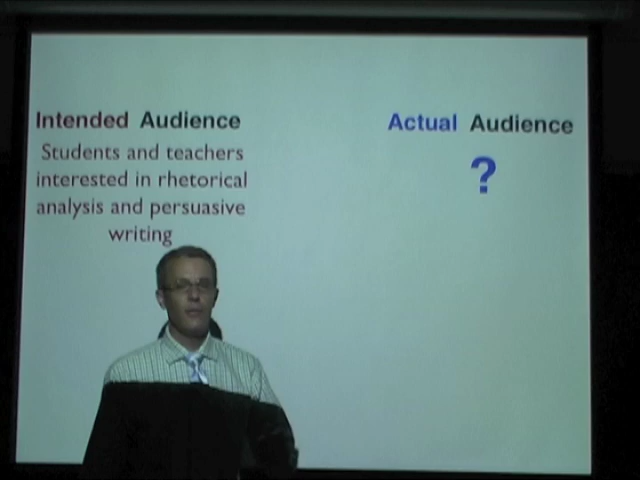 Intended Audience
Students and teachers
interested in rhetorical
analysis and persuasive
writing
Actual Audience
?